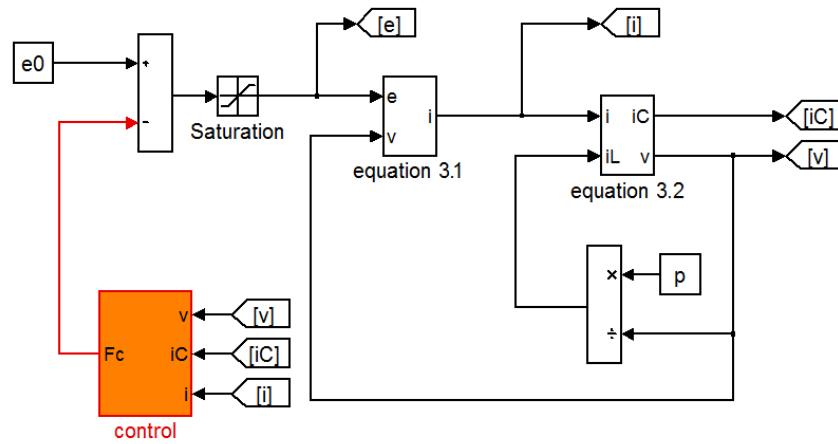 [e]
[i]
e0
+
-
Saturation
e
v
i
equation 3.1
i
iL
iC
v
equation 3.2
[iC]
[v]
×
÷
p
Fc
v
iC
i
[v]
[iC]
[i]
control